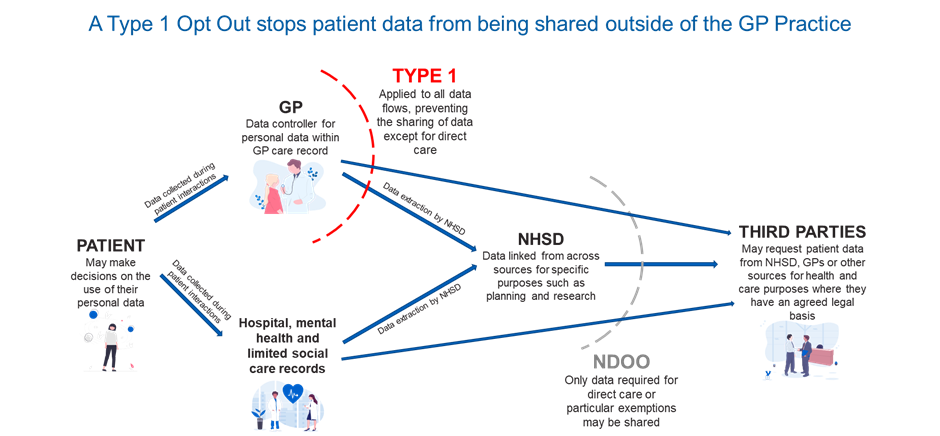 A Type 1 Opt Out stops patient data from being shared outside of the GP Practice
TYPE 1
Applied to all data
flows, preventing
the sharing of data
except for direct
care
GP
Data controller for
personal data within
GP care record
Data collected during
patient interactions
Data extraction by NHSD
PATIENT
May make
decisions on the
use of their
personal data
Data collected during
patient interactions
NHSD
Data linked from across
sources for specific
purposes such as
planning and research
THIRD PARTIES
May request patient data
from NHSD, GPs or other
sources for health and
care purposes where they
have an agreed legal
basis
Data extraction by NHSD
Hospital, mental
health and
limited social
care records
NDOO
Only data required for
direct care or
particular exemptions
may be shared